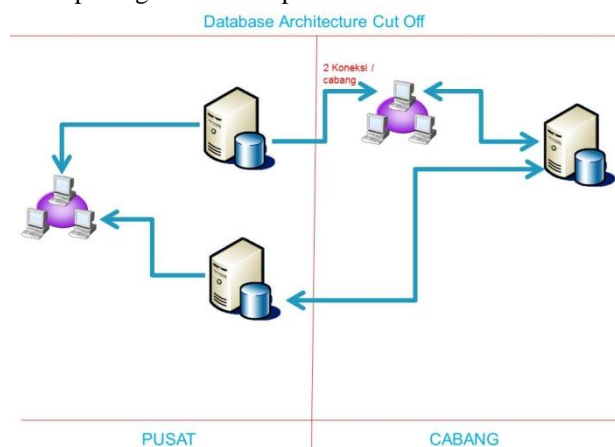 Database Architecture Cut Off
2 Koneksi /
cabang
PUSAT
CABANG